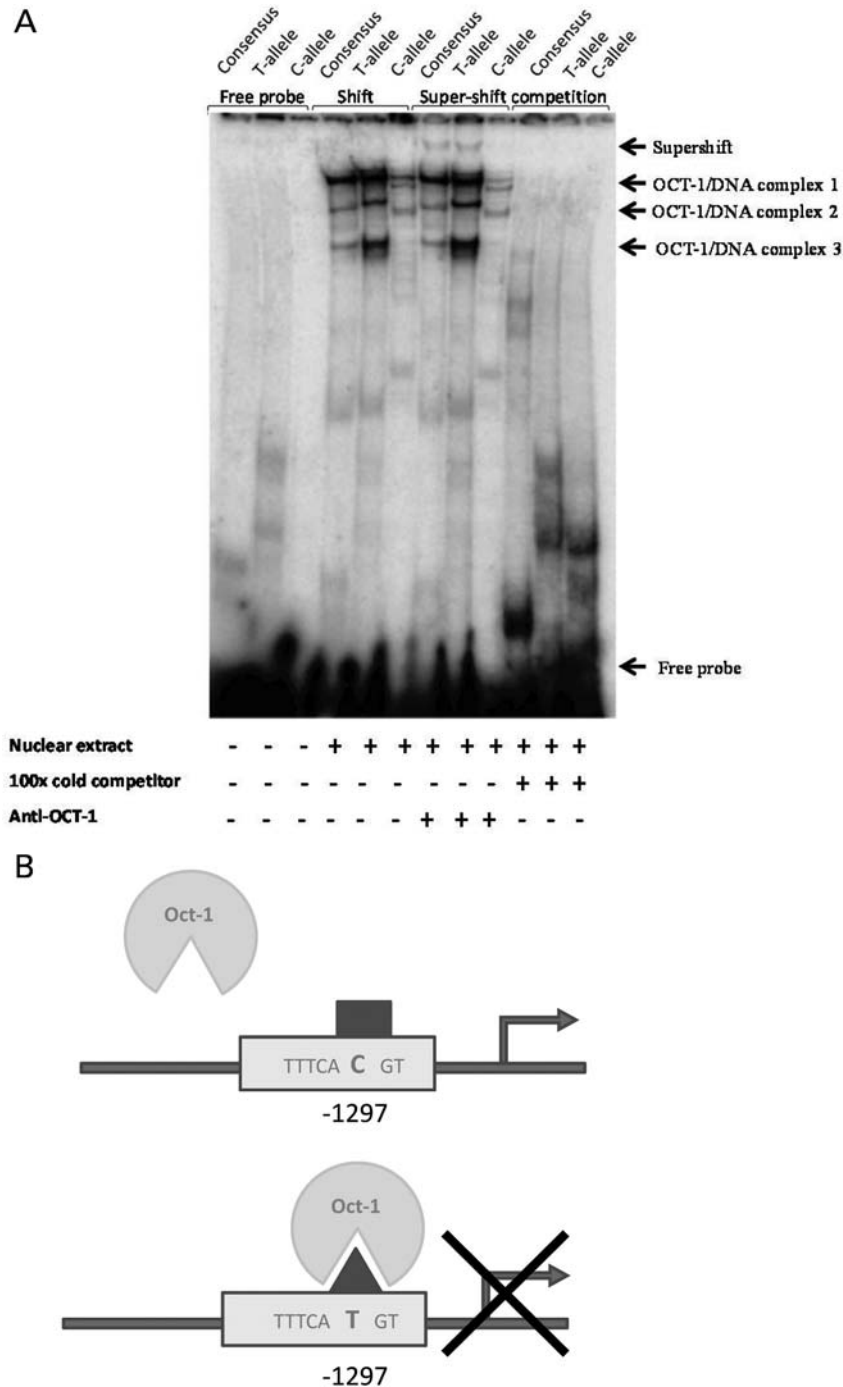 A
Consensus T-allele C-allele Consensus T-allele C-allele Consensus T-allele C-allele Consensus T-allele C-allele
Free probe Shift Super-shift competition
Supershift
OCT-1/DNA complex 1
OCT-1/DNA complex 2
OCT-1/DNA complex 3
Free probe
Nuclear extract - - - + + + + + + + + +
100x cold competitor - - - - - - - - - + + +
Anti-OCT-1 - - - - - - + + + - - -
B
Oct-1
TTTCA C GT
-1297
Oct-1
TTTCA T GT
-1297